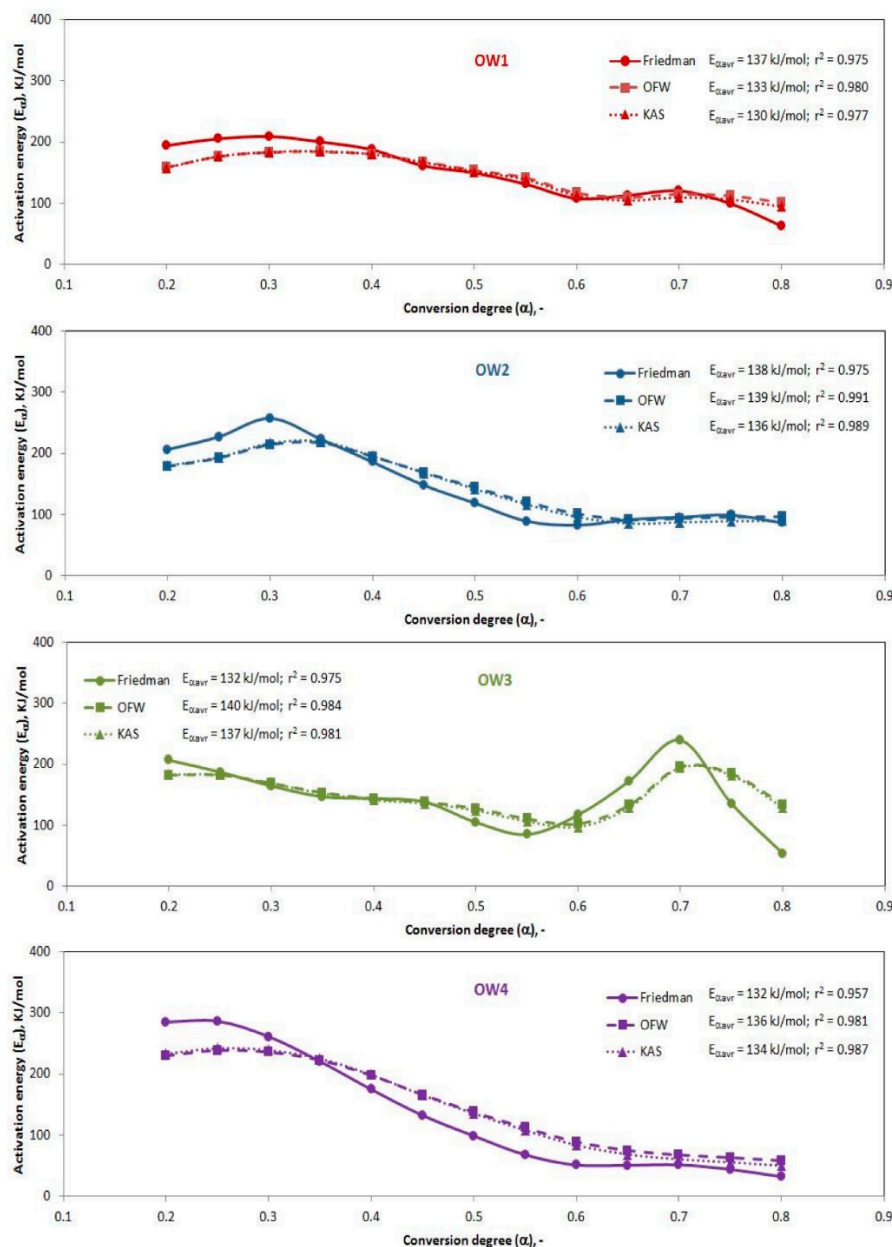 400
300
200
100
0
Activation energy (Eα), KJ/mol
OW1
Friedman Eαavr = 137 kJ/mol; r² = 0.975
OFW Eαavr = 133 kJ/mol; r² = 0.980
KAS Eαavr = 130 kJ/mol; r² = 0.977
0.1 0.2 0.3 0.4 0.5 0.6 0.7 0.8 0.9
Conversion degree (α), -
400
300
200
100
0
Activation energy (Eα), KJ/mol
OW2
Friedman Eαavr = 138 kJ/mol; r² = 0.975
OFW Eαavr = 139 kJ/mol; r² = 0.991
KAS Eαavr = 136 kJ/mol; r² = 0.989
0.1 0.2 0.3 0.4 0.5 0.6 0.7 0.8 0.9
Conversion degree (α), -
400
300
200
100
0
Activation energy (Eα), KJ/mol
OW3
Friedman Eαavr = 132 kJ/mol; r² = 0.975
OFW Eαavr = 140 kJ/mol; r² = 0.984
KAS Eαavr = 137 kJ/mol; r² = 0.981
0.1 0.2 0.3 0.4 0.5 0.6 0.7 0.8 0.9
Conversion degree (α), -
400
300
200
100
0
Activation energy (Eα), KJ/mol
OW4
Friedman Eαavr = 132 kJ/mol; r² = 0.957
OFW Eαavr = 136 kJ/mol; r² = 0.981
KAS Eαavr = 134 kJ/mol; r² = 0.987
0.1 0.2 0.3 0.4 0.5 0.6 0.7 0.8 0.9
Conversion degree (α), -